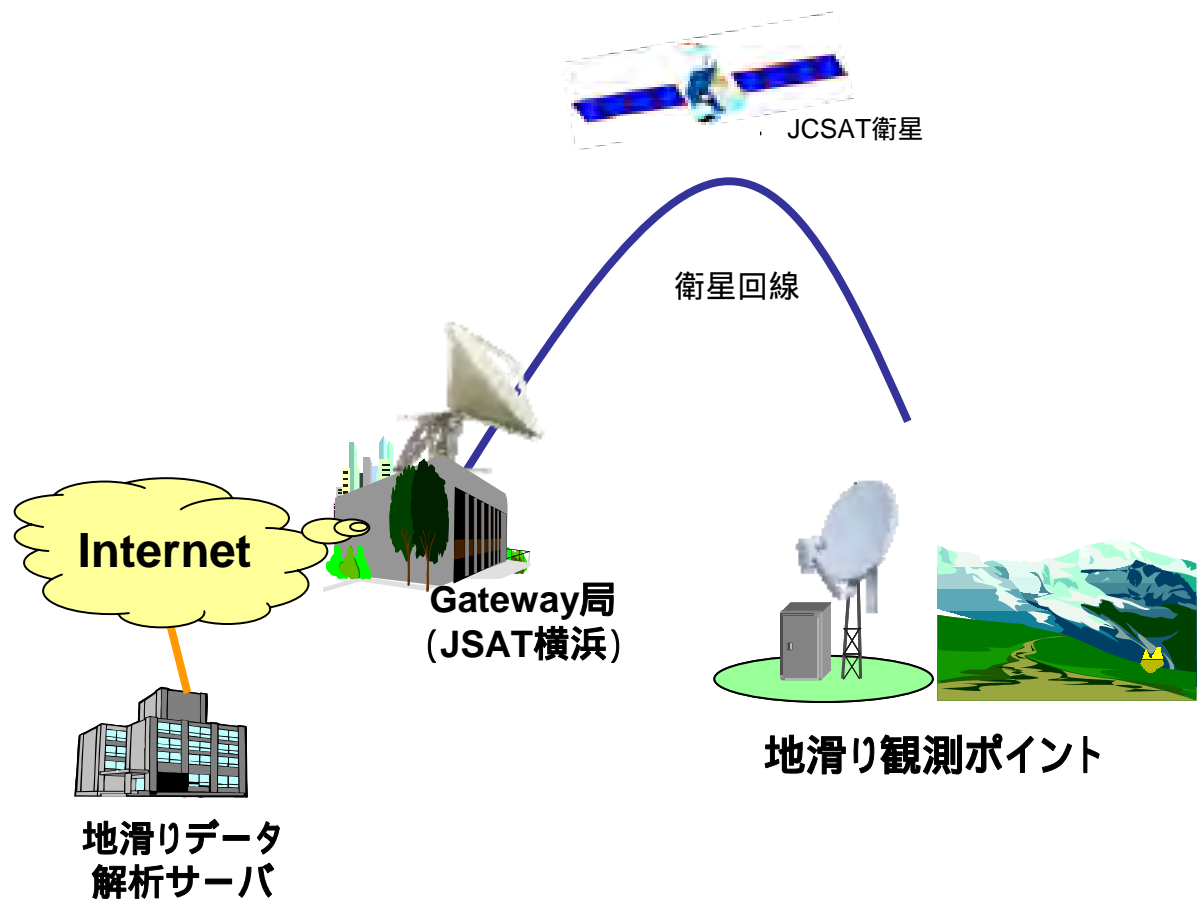 JCSAT衛星
衛星回線
Internet
Gateway局
(JSAT横浜)
地滑り観測ポイント
地滑りデータ
解析サーバ